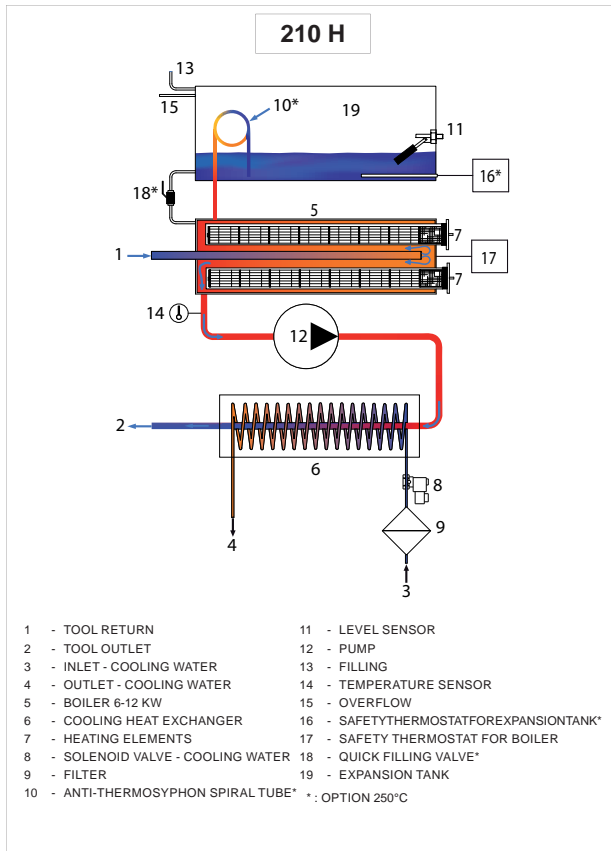 210 H
13
15
10*
19
11
16*
18*
5
7
1
17
7
14
12
2
6
8
4
9
3
1 - TOOL RETURN
2 - TOOL OUTLET
3 - INLET - COOLING WATER
4 - OUTLET - COOLING WATER
5 - BOILER 6-12 KW
6 - COOLING HEAT EXCHANGER
7 - HEATING ELEMENTS
8 - SOLENOID VALVE - COOLING WATER
9 - FILTER
10 - ANTI-THERMOSYPHON SPIRAL TUBE*
11 - LEVEL SENSOR
12 - PUMP
13 - FILLING
14 - TEMPERATURE SENSOR
15 - OVERFLOW
16 - SAFETYTHERMOSTATFOREXPANSIONTANK*
17 - SAFETY THERMOSTAT FOR BOILER
18 - QUICK FILLING VALVE*
19 - EXPANSION TANK
* : OPTION 250°C